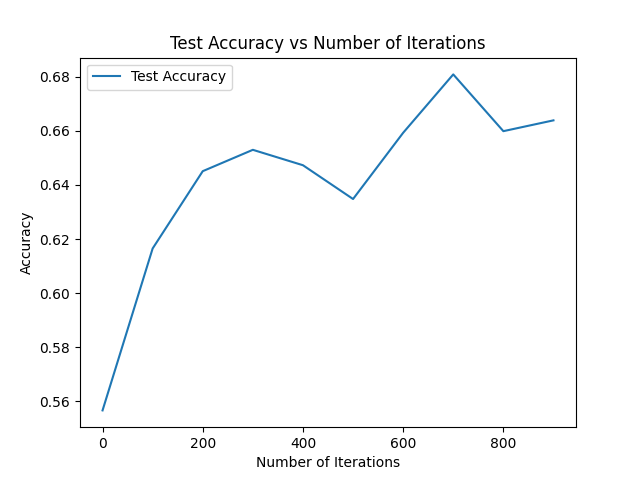 Test Accuracy vs Number of Iterations
Test Accuracy
0.68
0.66
0.64
0.62
0.60
0.58
0.56
Accuracy
0 200 400 600 800
Number of Iterations